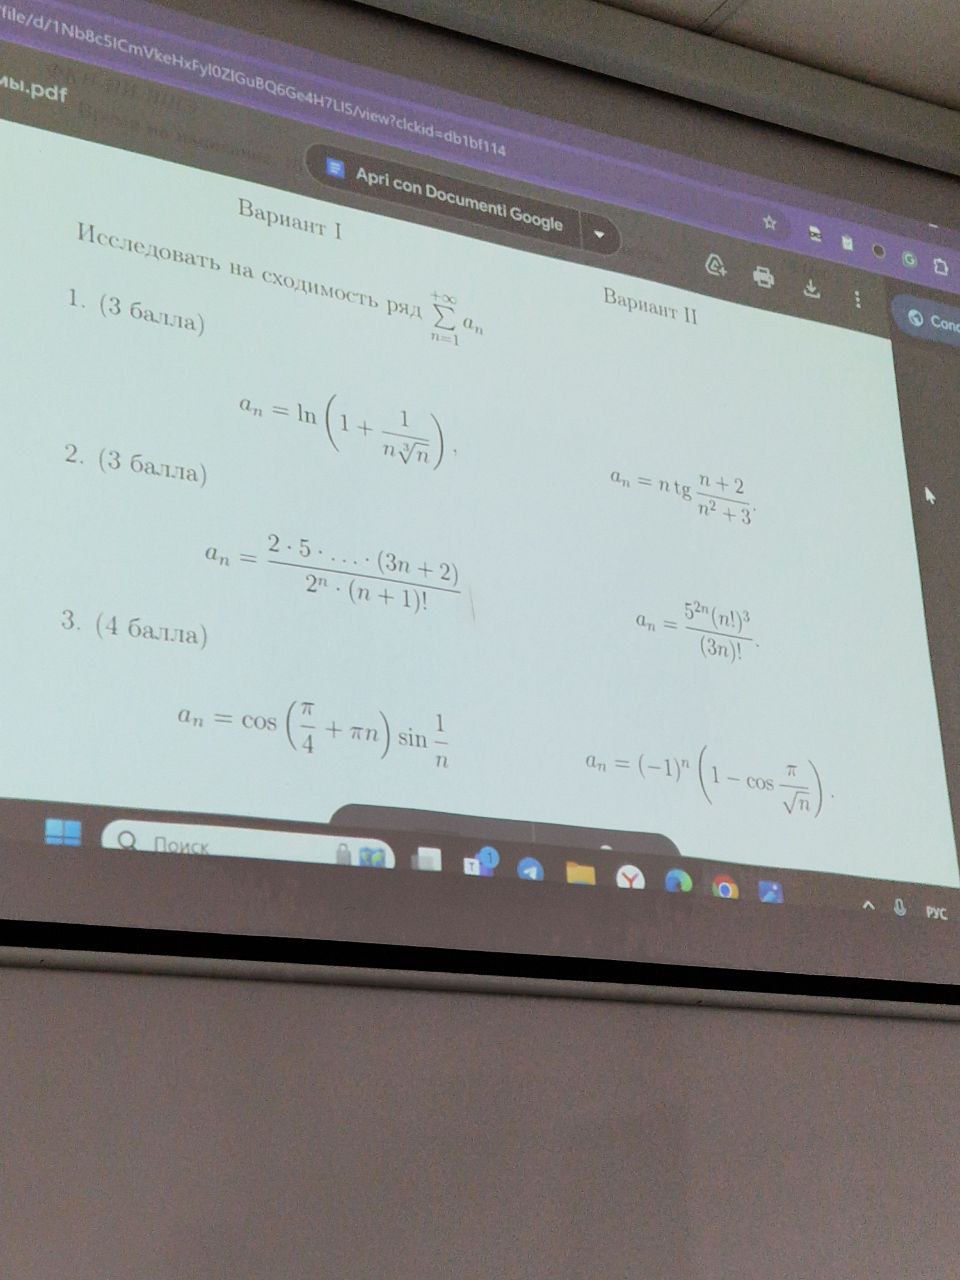 file/d/1Nb8c5ICmVkeHxFyl0ZIGuBQ6Ge4H7LIS/view?clckid=db1bf114
мы.pdf
Apri con Documenti Google
Вариант I
Вариант II
Исследовать на сходимость ряд \sum_{n=1}^{+\infty} a_n
1. (3 балла)
a_n = \ln\left(1 + \frac{1}{n\sqrt[3]{n}}\right),
a_n = n \tg \frac{n+2}{n^2+3}.
2. (3 балла)
a_n = \frac{2 \cdot 5 \cdot \ldots \cdot (3n+2)}{2^n \cdot (n+1)!}
a_n = \frac{5^{2n}(n!)^3}{(3n)!}.
3. (4 балла)
a_n = \cos\left(\frac{\pi}{4} + \pi n\right) \sin\frac{1}{n}
a_n = (-1)^n \left(1 - \cos\frac{\pi}{\sqrt{n}}\right).
Поиск
1
РУС